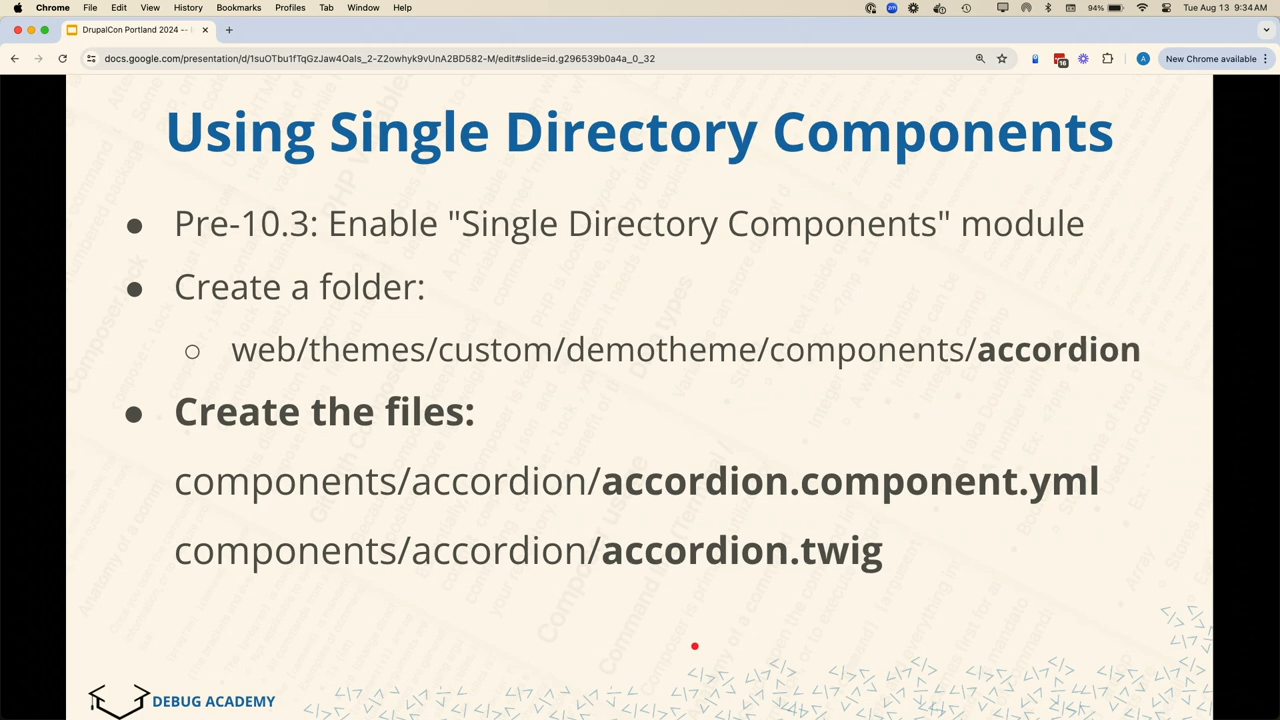 Chrome File Edit View History Bookmarks Profiles Tab Window Help
94% Tue Aug 13 9:34 AM
DrupalCon Portland 2024 --
docs.google.com/presentation/d/1suOTbu1fTqGzJaw4OaIs_2-Z2owhyk9vUnA2BD582-M/edit#slide=id.g296539b0a4a_0_32
16
A
New Chrome available
Using Single Directory Components
● Pre-10.3: Enable "Single Directory Components" module
● Create a folder:
○ web/themes/custom/demotheme/components/accordion
● Create the files:
components/accordion/accordion.component.yml
components/accordion/accordion.twig
DEBUG ACADEMY